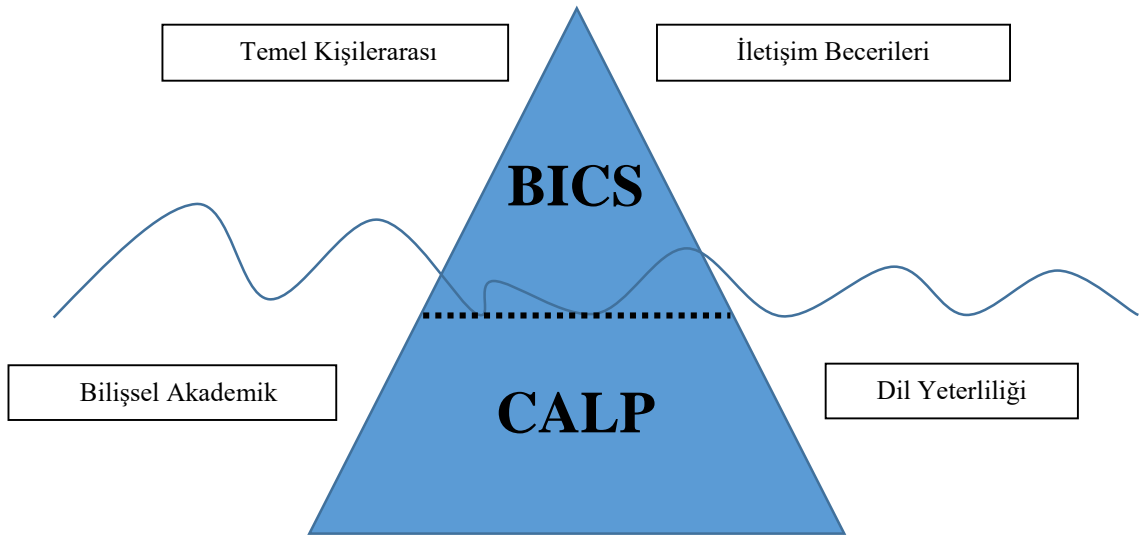 Temel Kişilerarası
İletişim Becerileri
BICS
Bilişsel Akademik
Dil Yeterliliği
CALP